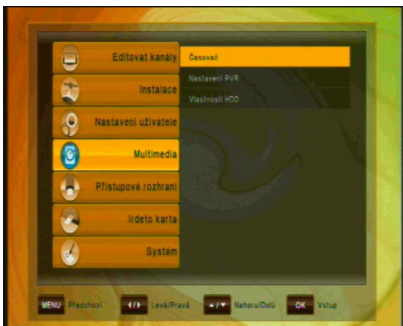 Editovat kanály
Instalace
Nastavení uživatele
Multimedia
Přístupové rozhraní
Irdeto karta
Systém
Časovač
Nastavení PVR
Vlastnosti HDD
MENU Předchozí
◄/► Levá/Pravá
▲/▼ Nahoru/Dolů
OK Vstup